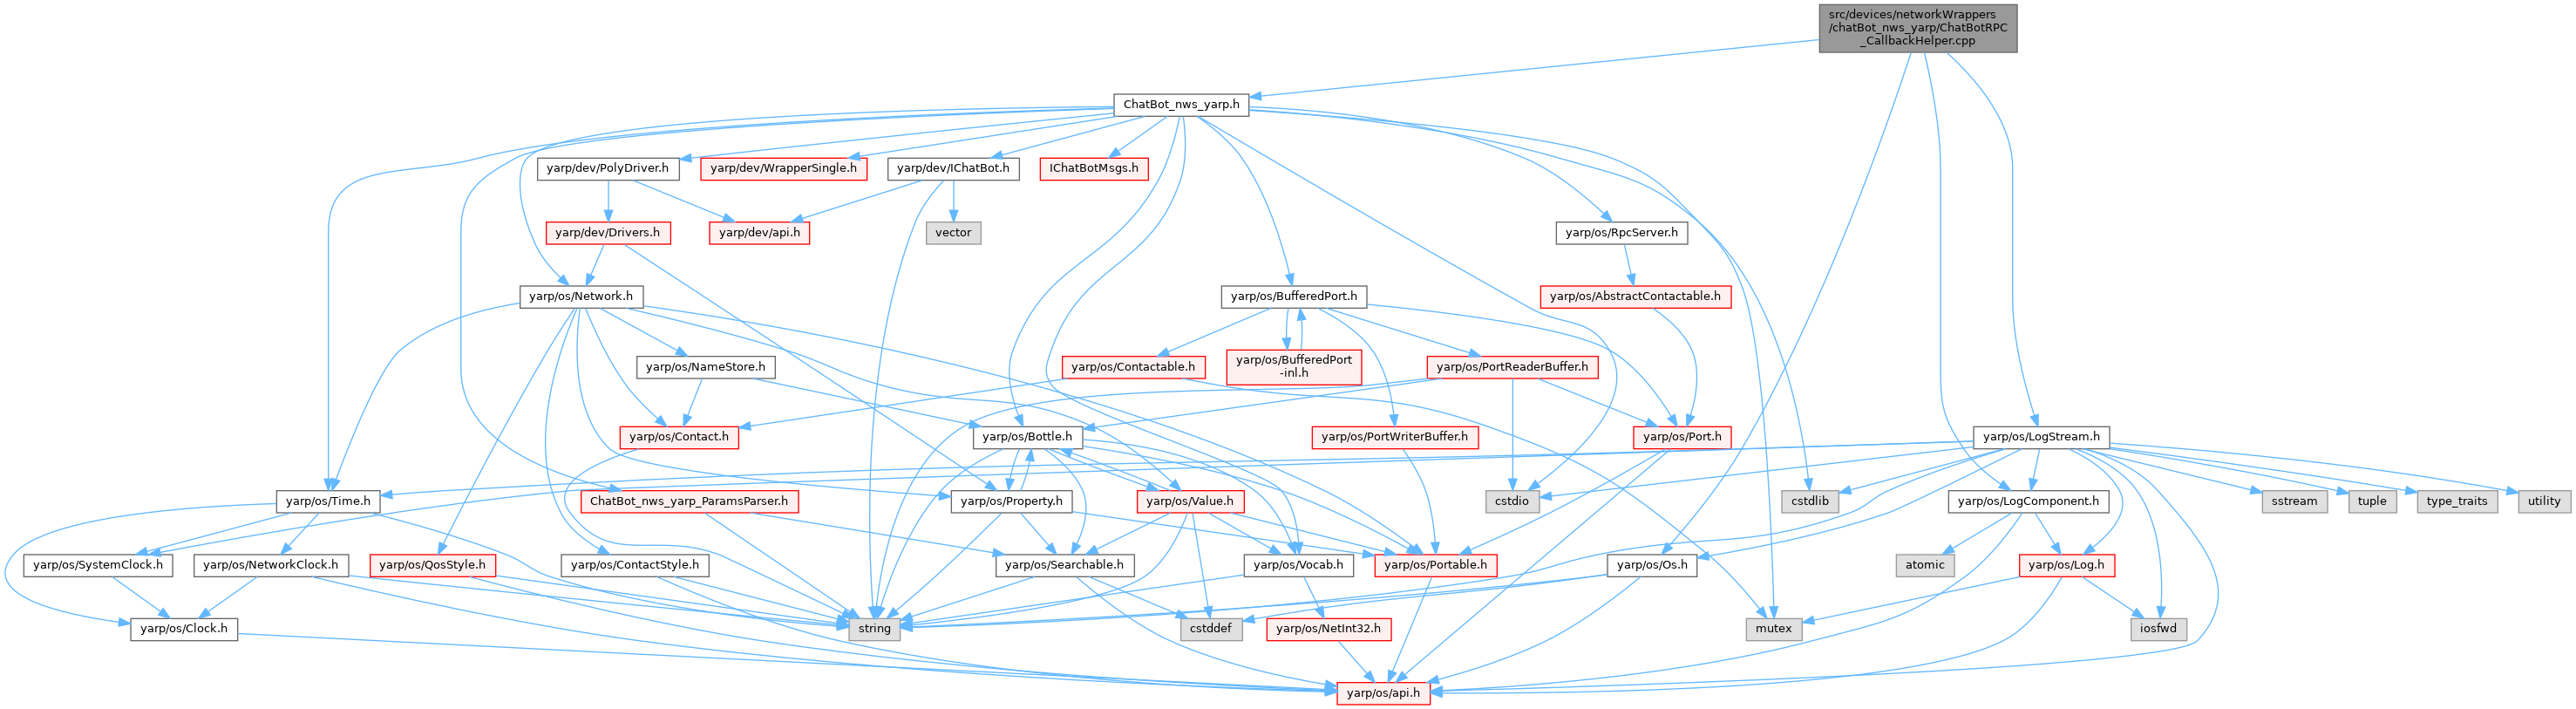 src/devices/networkWrappers
/chatBot_nws_yarp/ChatBotRPC
_CallbackHelper.cpp
ChatBot_nws_yarp.h
yarp/dev/PolyDriver.h
yarp/dev/WrapperSingle.h
yarp/dev/IChatBot.h
IChatBotMsgs.h
yarp/dev/Drivers.h
yarp/dev/api.h
vector
yarp/os/RpcServer.h
yarp/os/Network.h
yarp/os/BufferedPort.h
yarp/os/AbstractContactable.h
yarp/os/NameStore.h
yarp/os/Contactable.h
yarp/os/BufferedPort
-inl.h
yarp/os/PortReaderBuffer.h
yarp/os/Contact.h
yarp/os/Bottle.h
yarp/os/PortWriterBuffer.h
yarp/os/Port.h
yarp/os/LogStream.h
yarp/os/Time.h
ChatBot_nws_yarp_ParamsParser.h
yarp/os/Property.h
yarp/os/Value.h
cstdio
cstdlib
yarp/os/LogComponent.h
sstream
tuple
type_traits
utility
yarp/os/SystemClock.h
yarp/os/NetworkClock.h
yarp/os/QosStyle.h
yarp/os/ContactStyle.h
yarp/os/Searchable.h
yarp/os/Vocab.h
yarp/os/Portable.h
yarp/os/Os.h
atomic
yarp/os/Log.h
yarp/os/Clock.h
string
cstddef
yarp/os/NetInt32.h
mutex
iosfwd
yarp/os/api.h